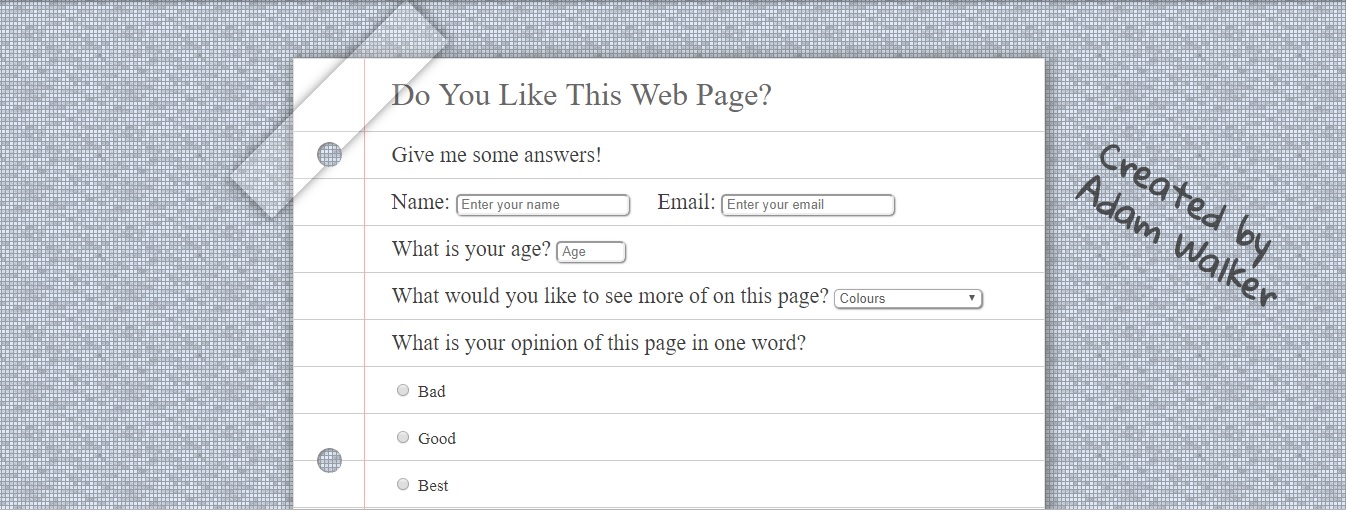 Do You Like This Web Page?
Give me some answers!
Name: Enter your name Email: Enter your email
What is your age? Age
What would you like to see more of on this page? Colours
What is your opinion of this page in one word?
Bad
Good
Best
Created by
Adam Walker